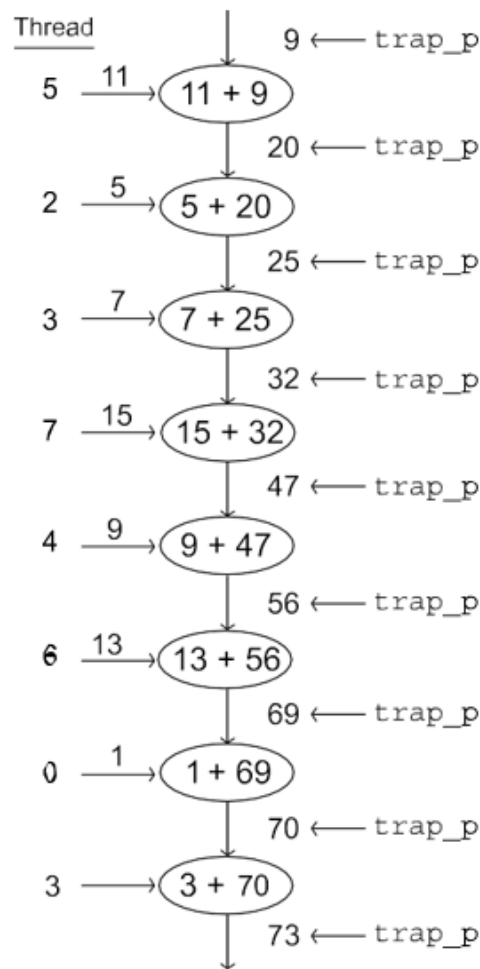 Thread
9 trap_p
5 11 11 + 9
20 trap_p
2 5 5 + 20
25 trap_p
3 7 7 + 25
32 trap_p
7 15 15 + 32
47 trap_p
4 9 9 + 47
56 trap_p
6 13 13 + 56
69 trap_p
0 1 1 + 69
70 trap_p
3 3 + 70
73 trap_p